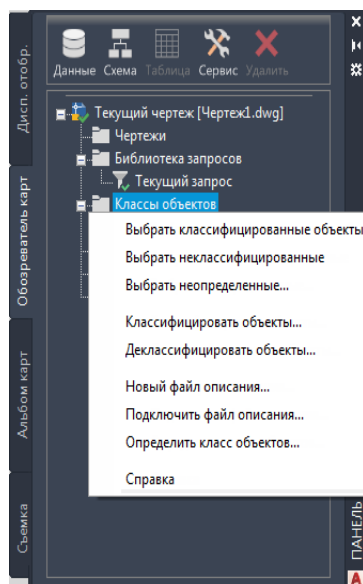 Данные Схема Таблица Сервис Удалить
Дисп. отобр.
Обозреватель карт
Альбом карт
Съемка
Текущий чертеж [Чертеж1.dwg]
Чертежи
Библиотека запросов
Текущий запрос
Классы объектов
Выбрать классифицированные объекты
Выбрать неклассифицированные
Выбрать неопределенные...
Классифицировать объекты...
Деклассифицировать объекты...
Новый файл описания...
Подключить файл описания...
Определить класс объектов...
Справка
ПАНЕЛЬ